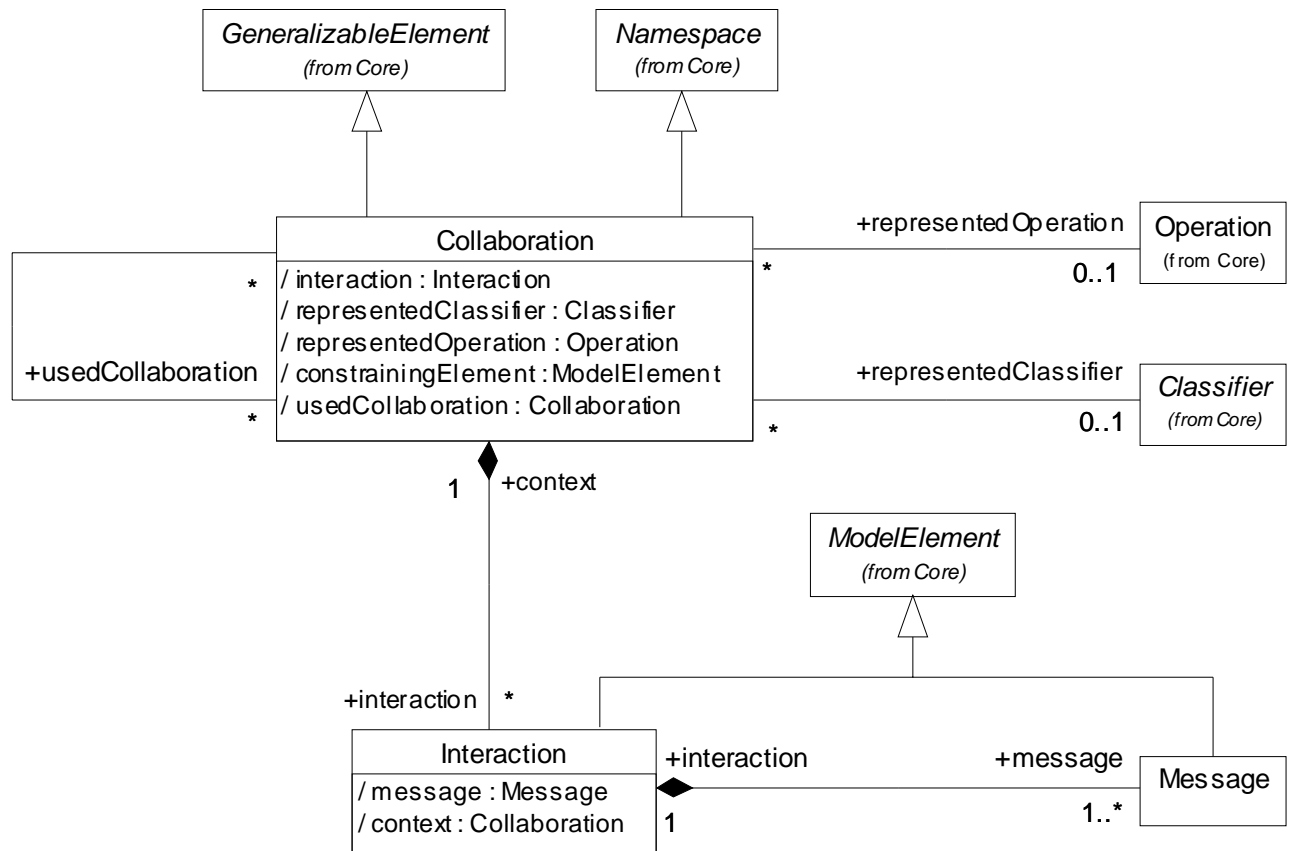 GeneralizableElement
(from Core)
Namespace
(from Core)
Collaboration
/ interaction : Interaction
/ representedClassifier : Classifier
/ representedOperation : Operation
/ constrainingElement : ModelElement
/ usedCollaboration : Collaboration
*
+usedCollaboration
*
+representedOperation
*
0..1
Operation
(from Core)
+representedClassifier
*
0..1
Classifier
(from Core)
1
+context
ModelElement
(from Core)
+interaction
*
Interaction
/ message : Message
/ context : Collaboration
+interaction
1
+message
1..*
Message